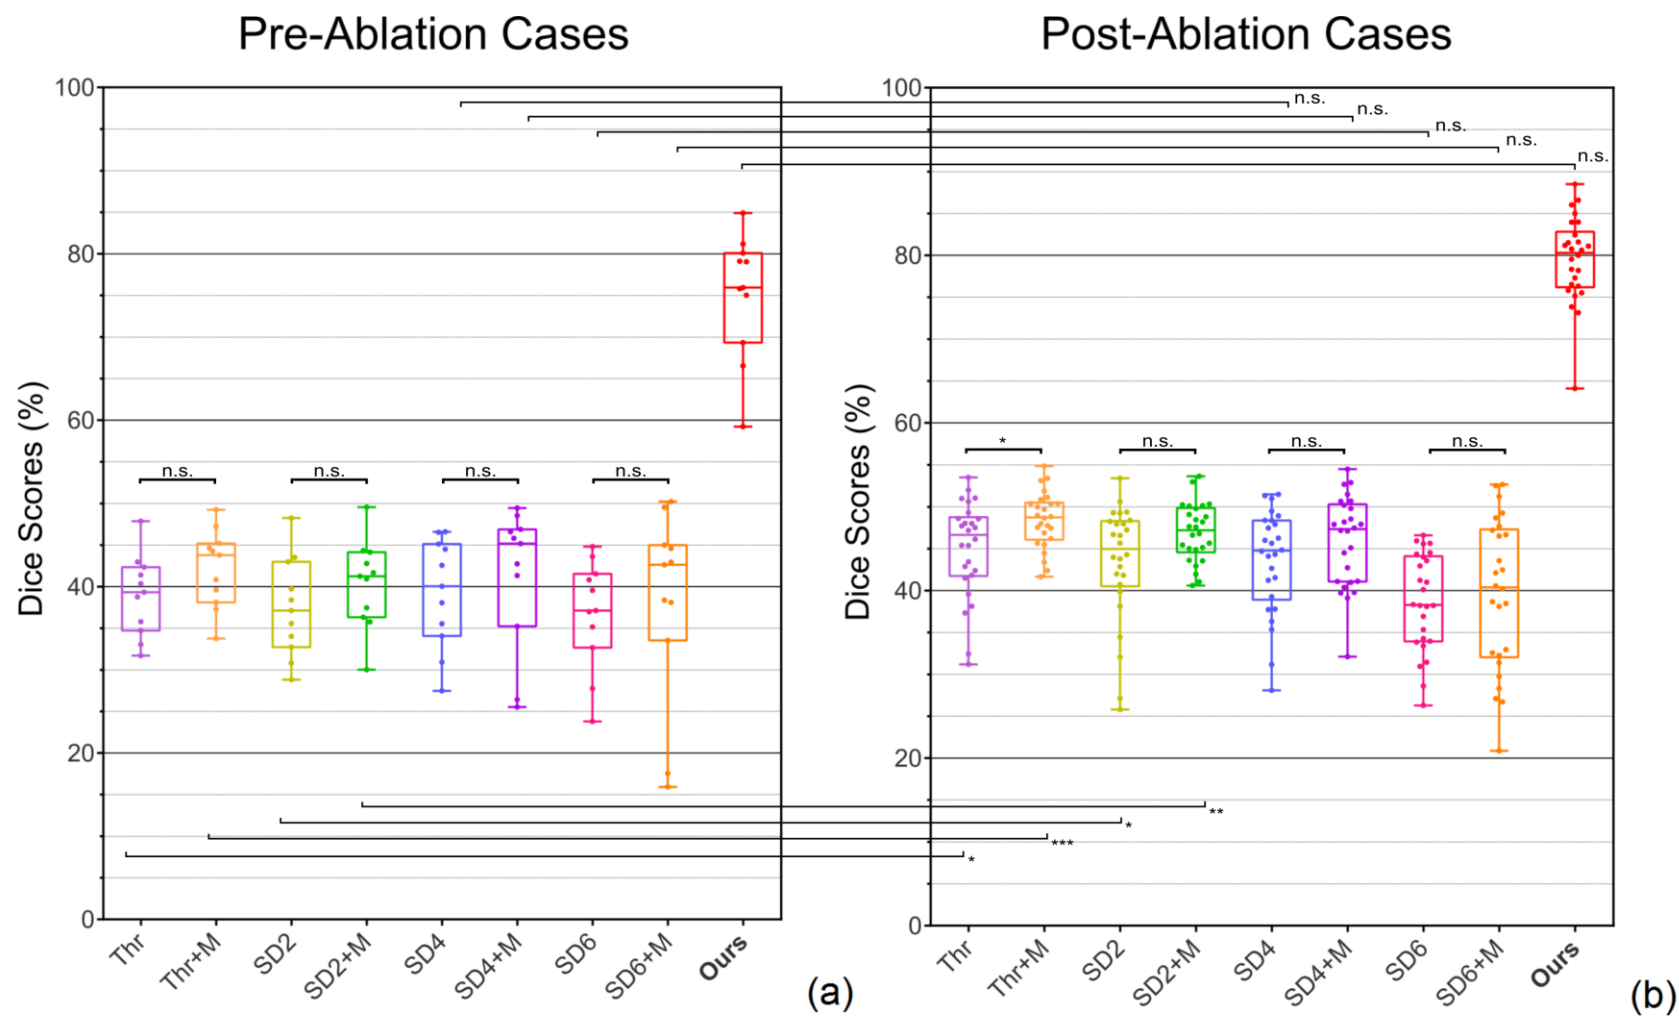 Pre-Ablation Cases
Post-Ablation Cases
Dice Scores (%)
100
80
60
40
20
0
n.s.
n.s.
n.s.
n.s.
Thr
Thr+M
SD2
SD2+M
SD4
SD4+M
SD6
SD6+M
Ours
(a)
Dice Scores (%)
100
80
60
40
20
0
n.s.
n.s.
n.s.
n.s.
n.s.
*
n.s.
n.s.
n.s.
**
*
***
*
Thr
Thr+M
SD2
SD2+M
SD4
SD4+M
SD6
SD6+M
Ours
(b)